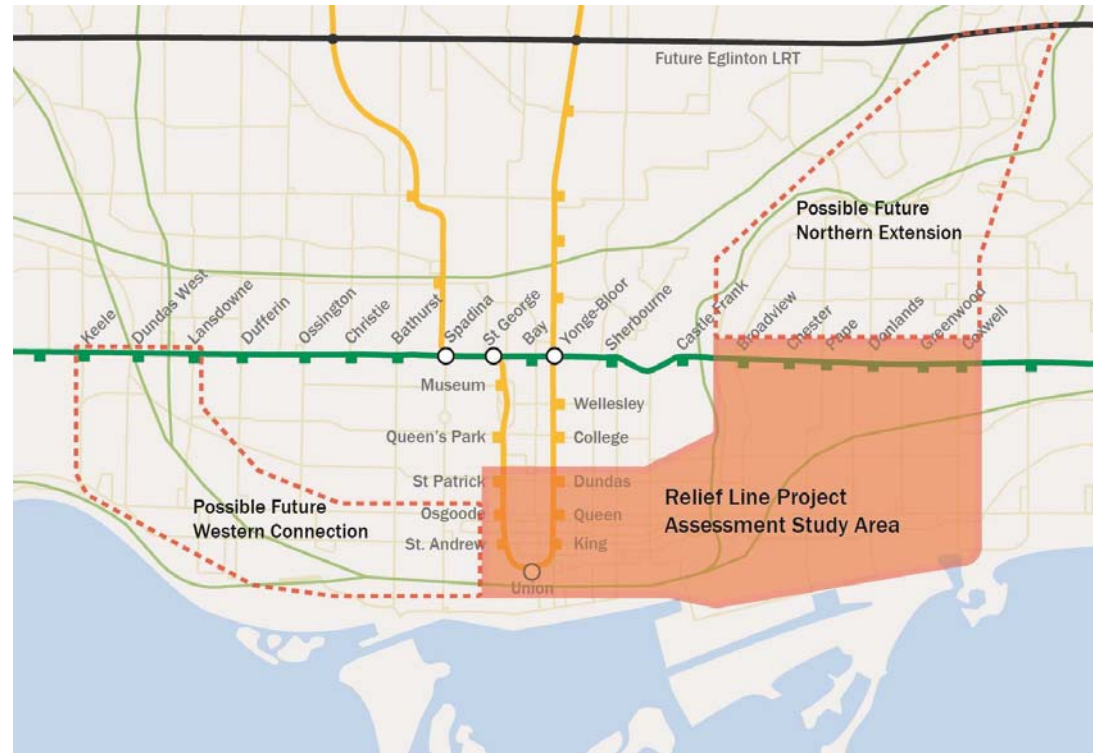 Future Eglinton LRT
Possible Future
Northern Extension
Keele
Dundas West
Lansdowne
Dufferin
Ossington
Christie
Bathurst
Spadina
St George
Bay
Yonge-Bloor
Sherbourne
Castle Frank
Broadview
Chester
Pape
Donlands
Greenwood
Coxwell
Museum
Wellesley
Queen's Park
College
St Patrick
Dundas
Possible Future
Western Connection
Osgoode
Queen
St. Andrew
King
Union
Relief Line Project
Assessment Study Area